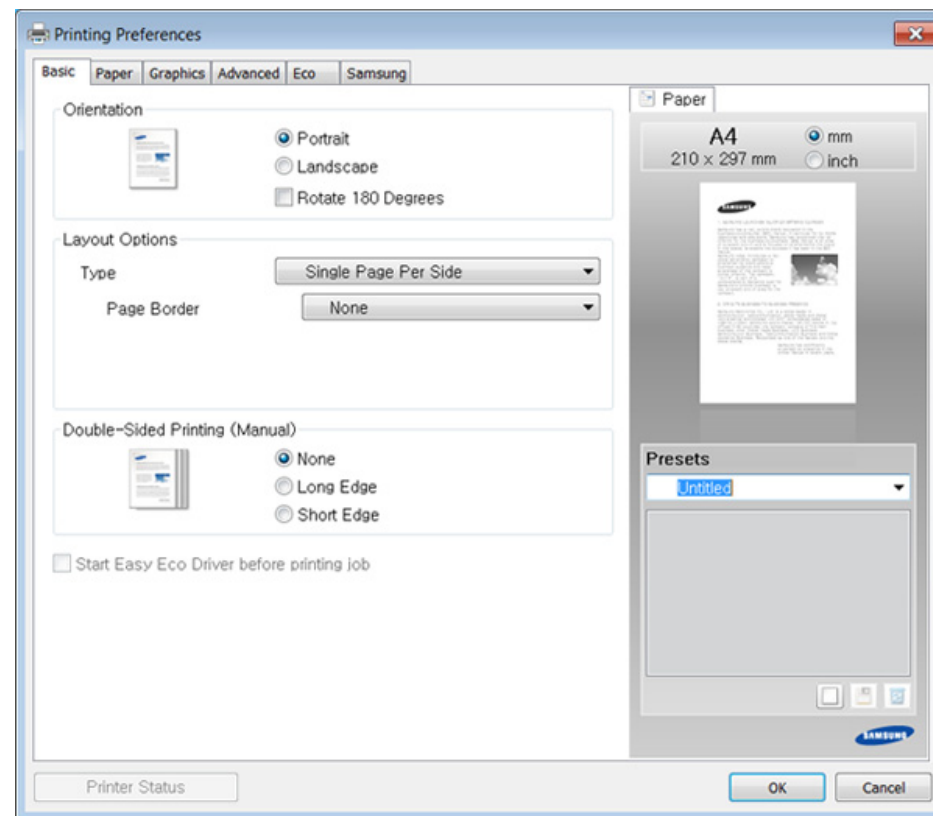 Printing Preferences
Basic Paper Graphics Advanced Eco Samsung
Orientation
Portrait
Landscape
Rotate 180 Degrees
Layout Options
Type Single Page Per Side
Page Border None
Double-Sided Printing (Manual)
None
Long Edge
Short Edge
Start Easy Eco Driver before printing job
Paper
A4
210 x 297 mm
mm
inch
SAMSUNG
Presets
Untitled
SAMSUNG
Printer Status
OK Cancel